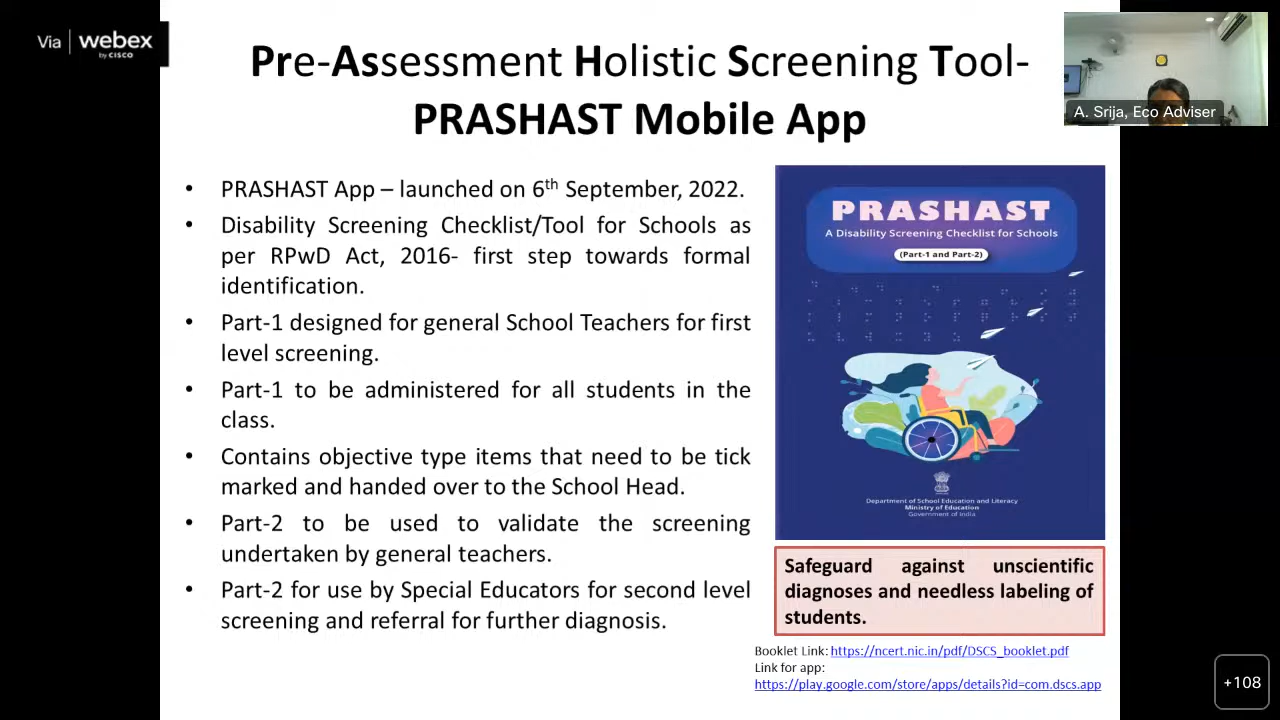 Via webex
by CISCO
Pre-Assessment Holistic Screening Tool-
PRASHAST Mobile App
A. Srija, Eco Adviser
• PRASHAST App – launched on 6th September, 2022.
• Disability Screening Checklist/Tool for Schools as
per RPwD Act, 2016- first step towards formal
identification.
• Part-1 designed for general School Teachers for first
level screening.
• Part-1 to be administered for all students in the
class.
• Contains objective type items that need to be tick
marked and handed over to the School Head.
• Part-2 to be used to validate the screening
undertaken by general teachers.
• Part-2 for use by Special Educators for second level
screening and referral for further diagnosis.
PRASHAST
A Disability Screening Checklist for Schools
(Part-1 and Part-2)
Department of School Education and Literacy
Ministry of Education
Government of India
Safeguard against unscientific
diagnoses and needless labeling of
students.
Booklet Link: https://ncert.nic.in/pdf/DSCS_booklet.pdf
Link for app:
https://play.google.com/store/apps/details?id=com.dscs.app
+108